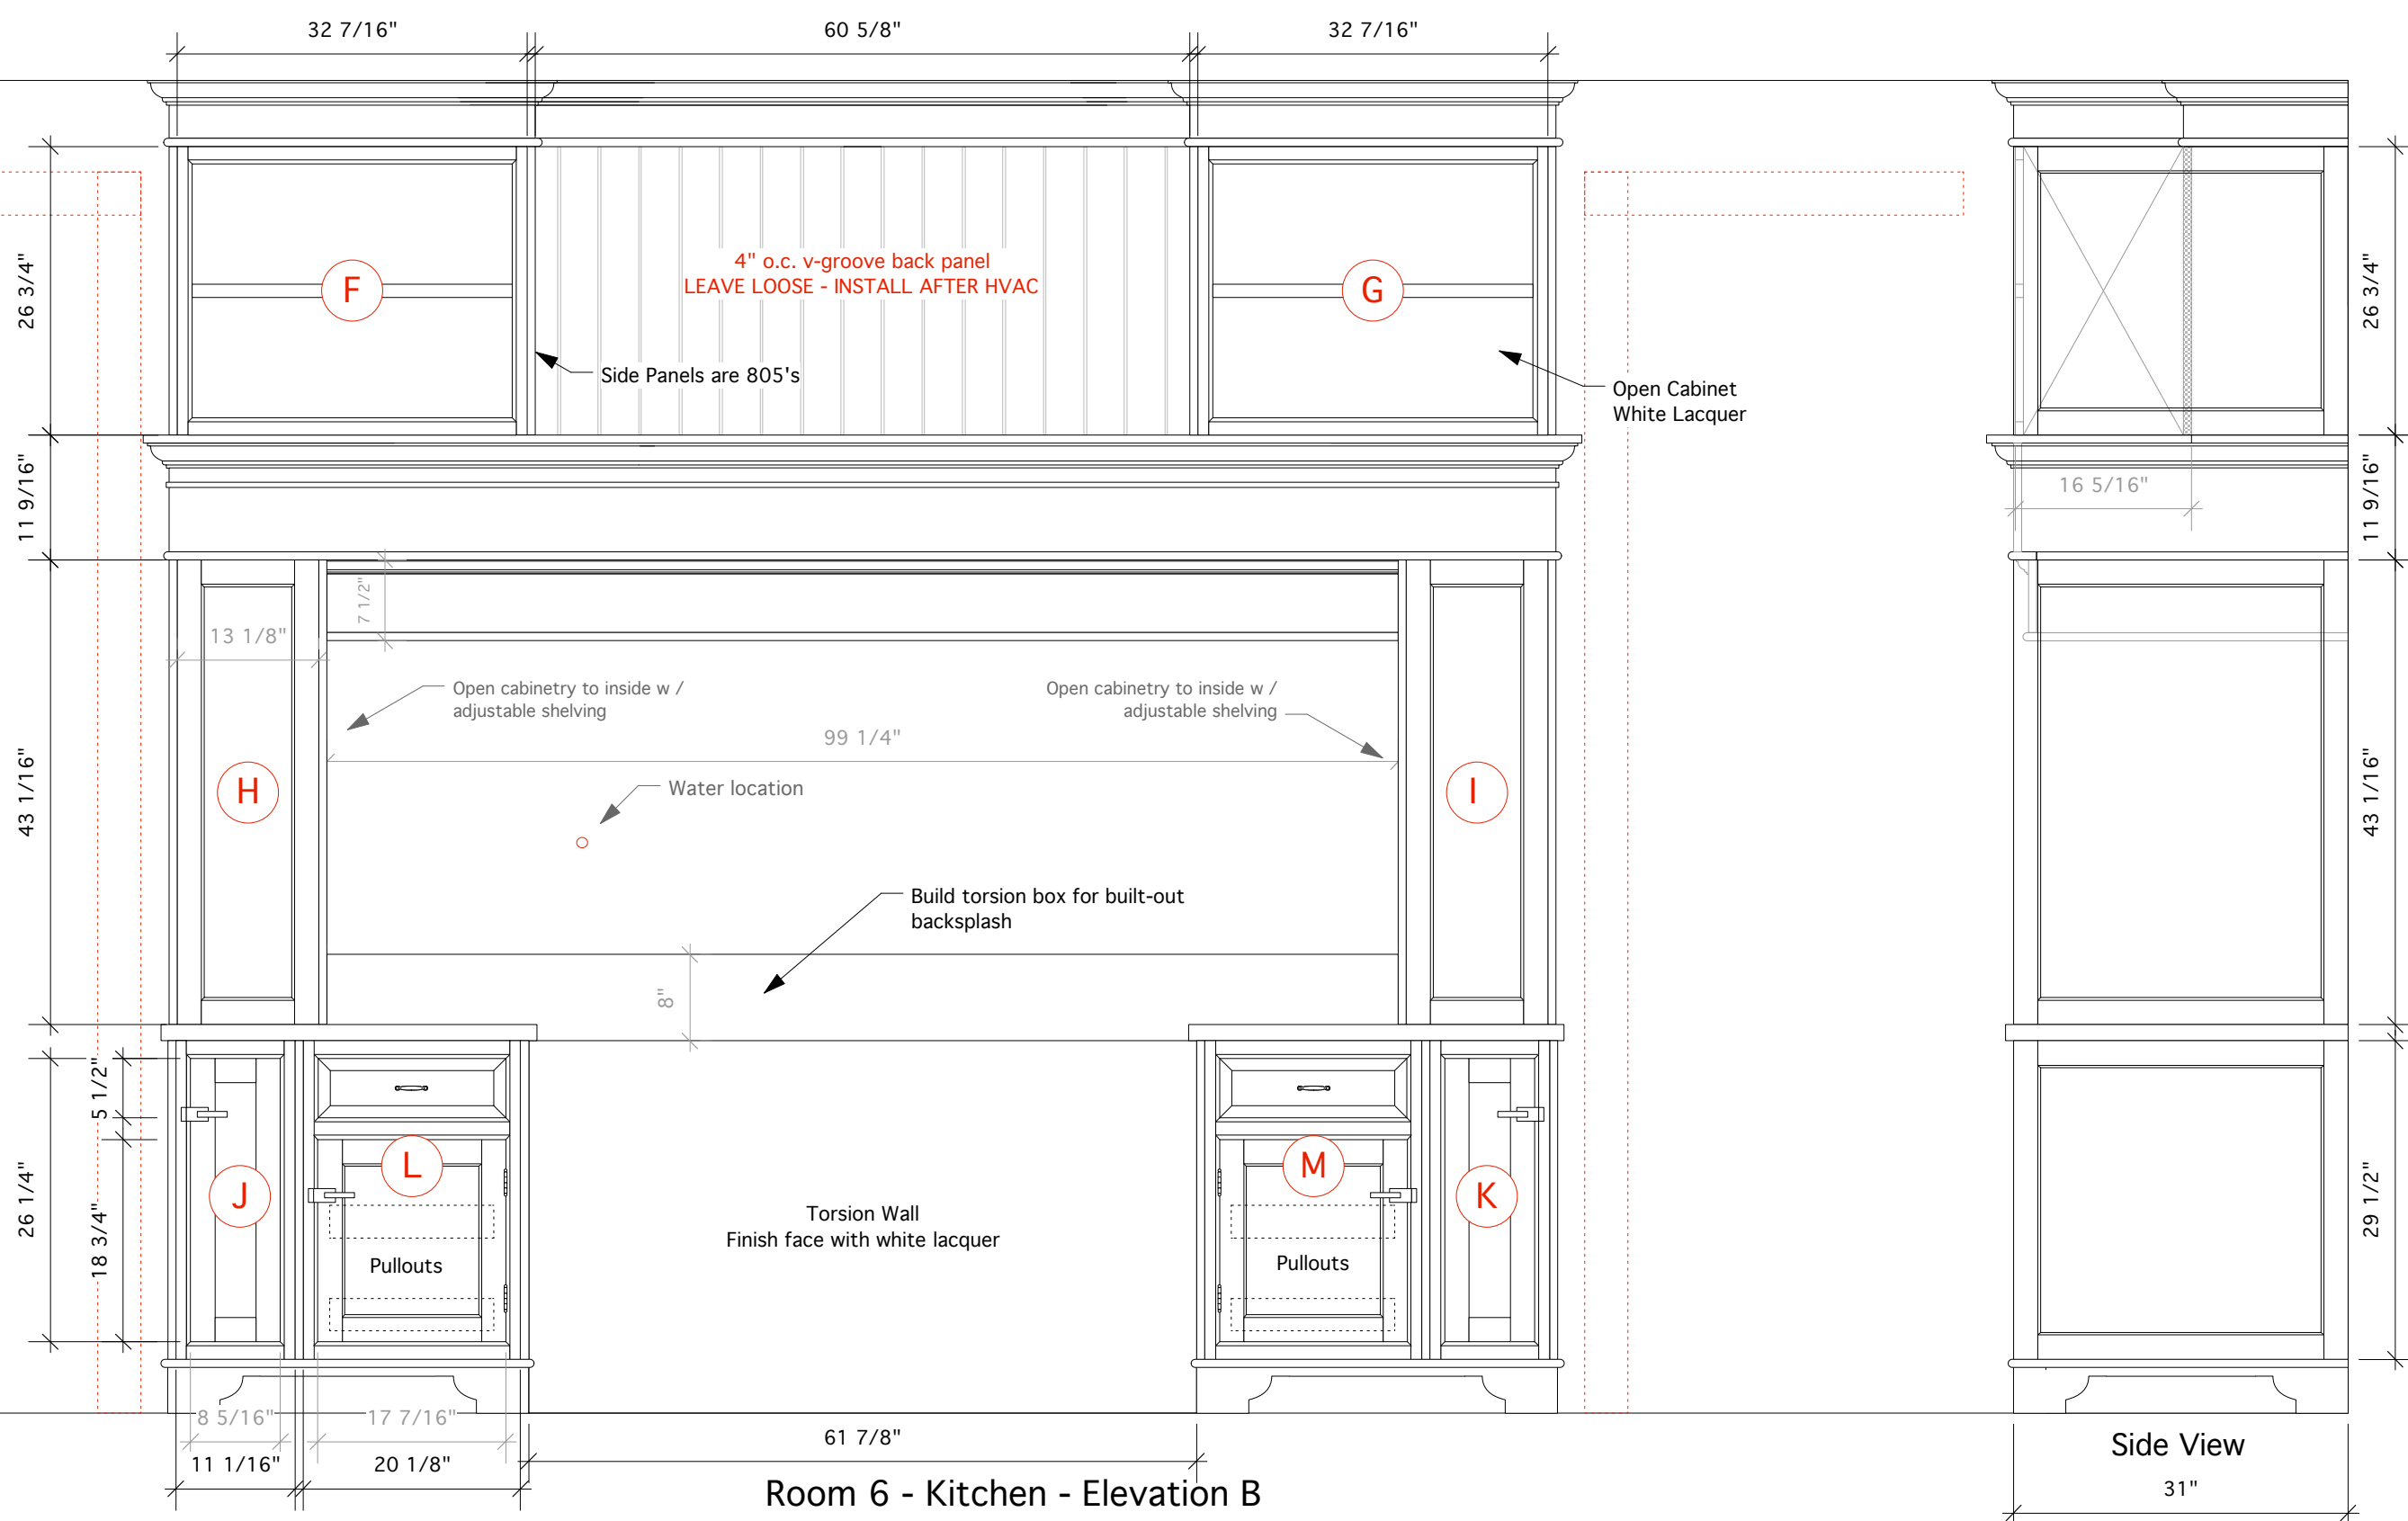 32 7/16"
60 5/8"
32 7/16"
26 3/4"
F
4" o.c. v-groove back panel
LEAVE LOOSE - INSTALL AFTER HVAC
G
26 3/4"
Side Panels are 805's
Open Cabinet
White Lacquer
11 9/16"
16 5/16"
11 9/16"
7 1/2"
13 1/8"
Open cabinetry to inside w /
adjustable shelving
Open cabinetry to inside w /
adjustable shelving
99 1/4"
43 1/16"
H
Water location
I
43 1/16"
Build torsion box for built-out
backsplash
8"
5 1/2"
26 1/4"
18 3/4"
J
L
Pullouts
Torsion Wall
Finish face with white lacquer
M
Pullouts
K
29 1/2"
8 5/16"
17 7/16"
11 1/16"
20 1/8"
61 7/8"
Room 6 - Kitchen - Elevation B
Side View
31"